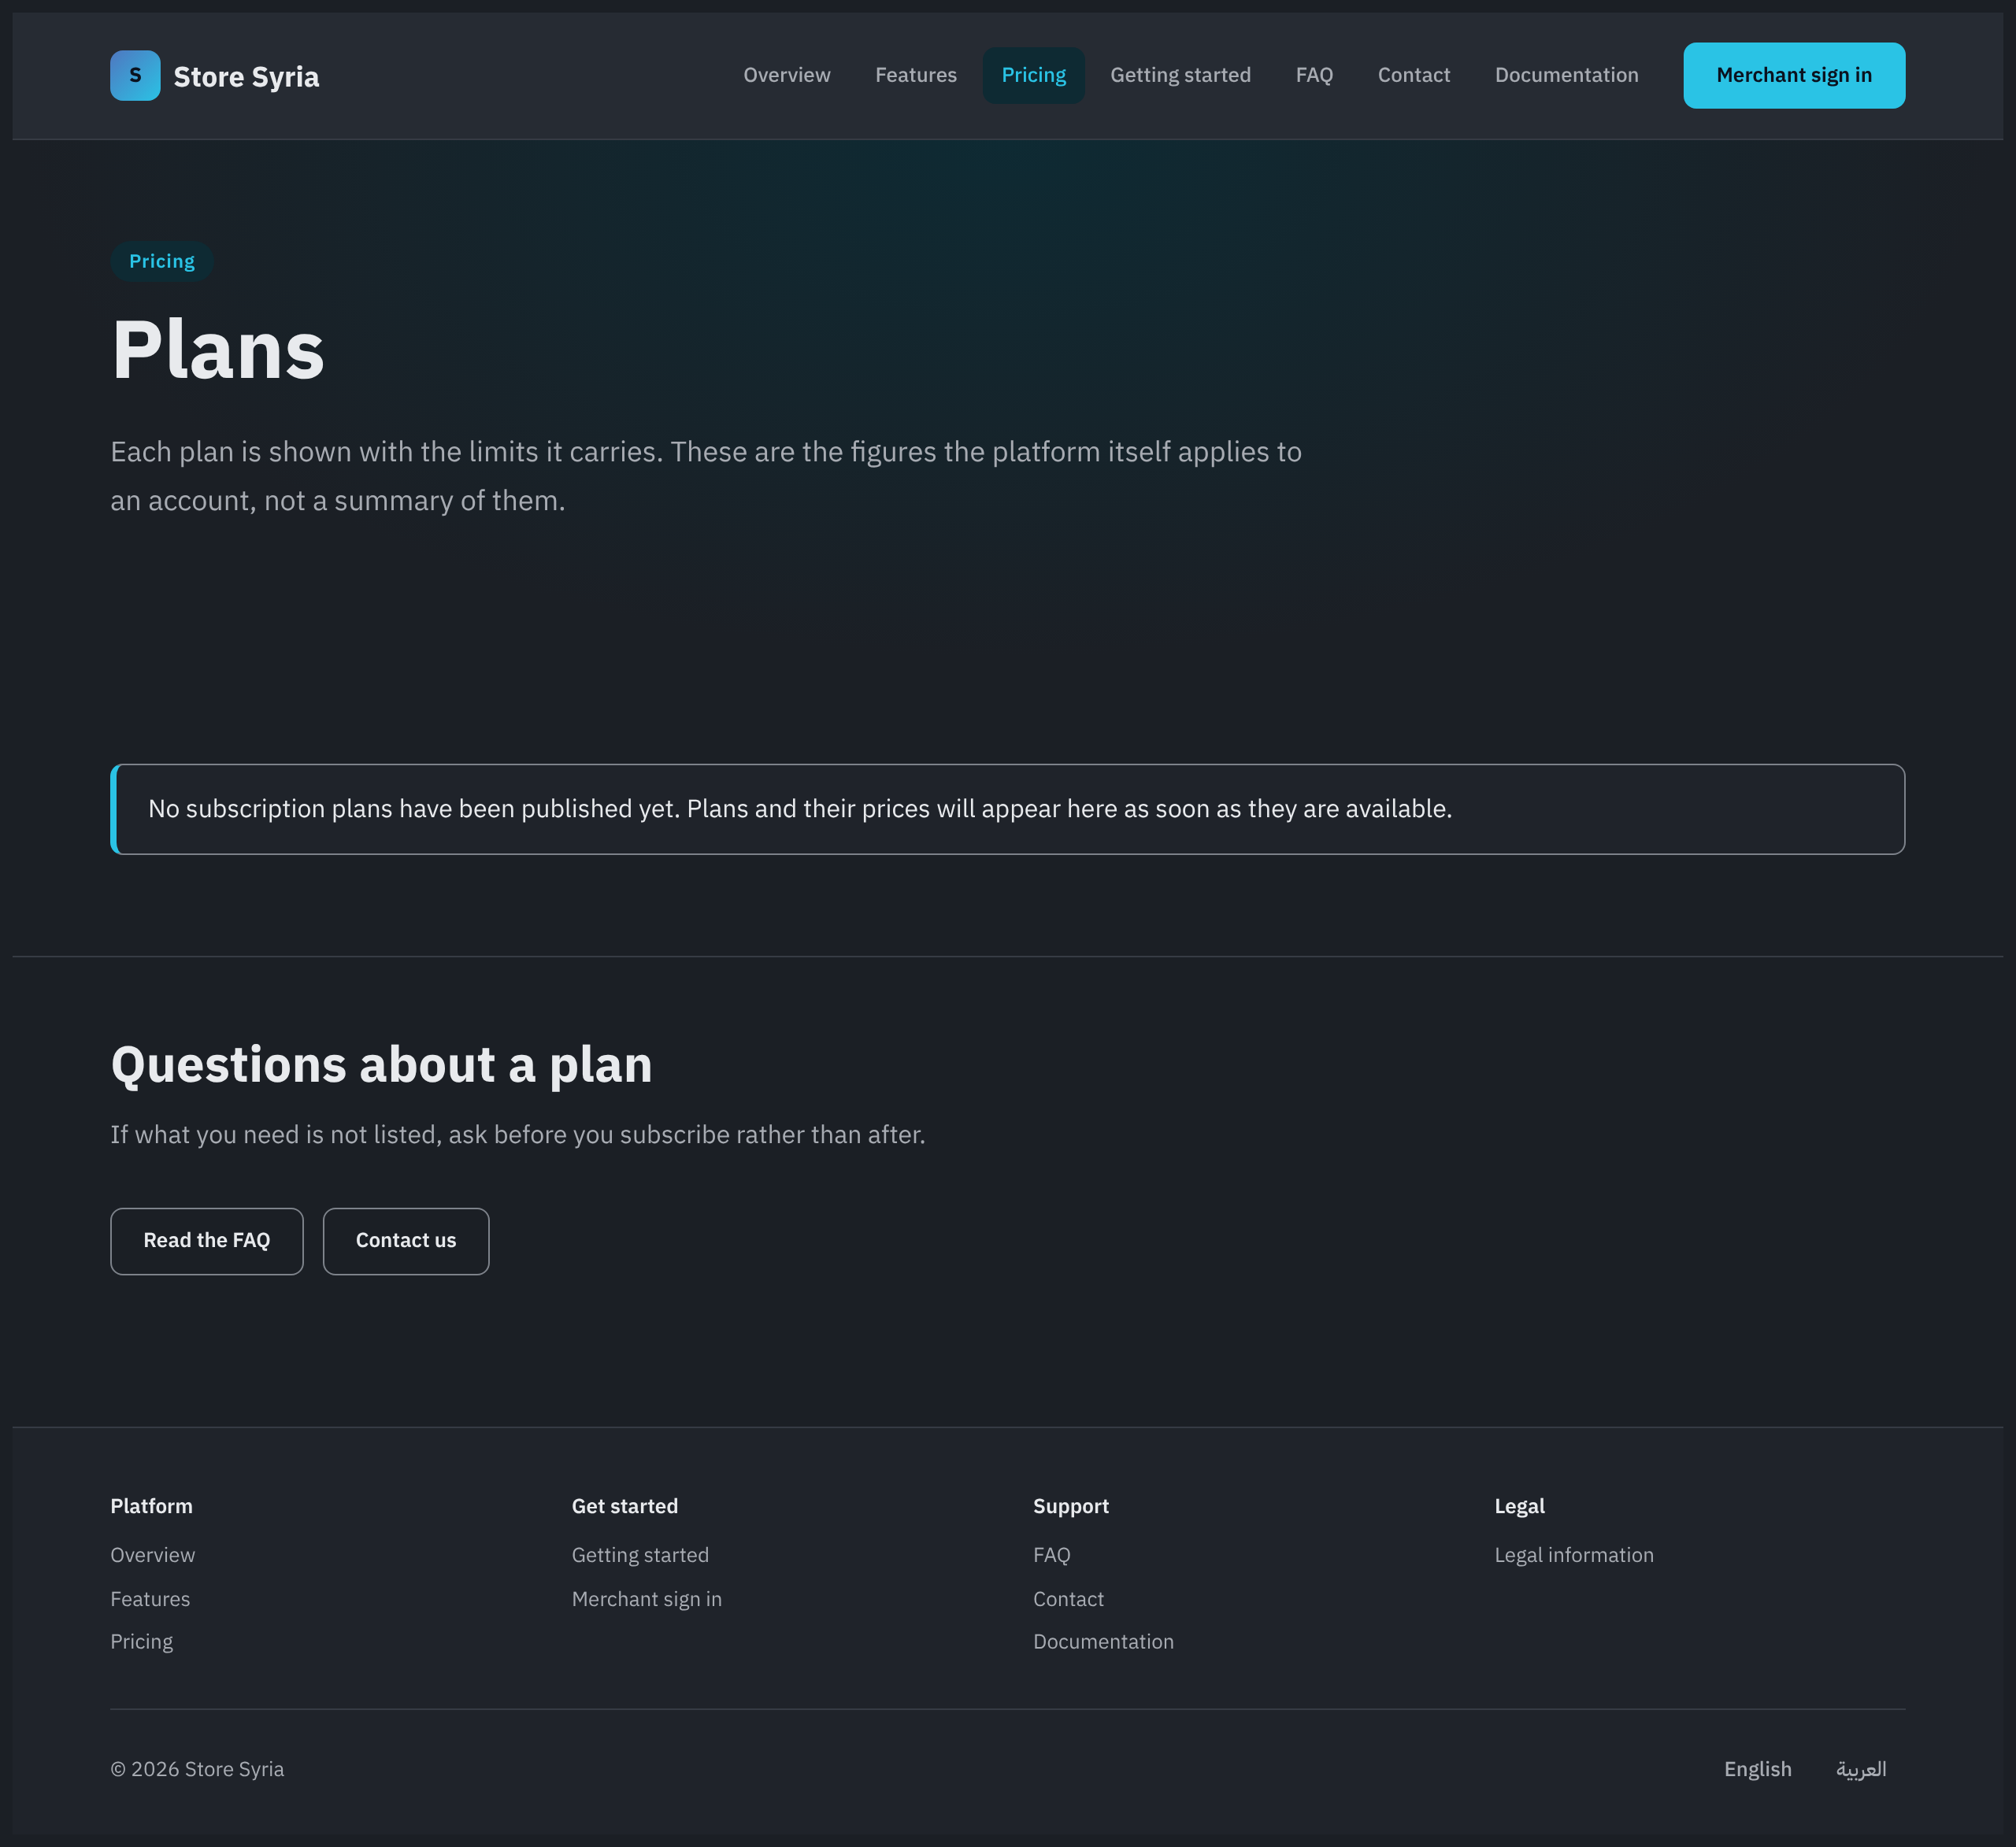 S
Store Syria
Overview
Features
Pricing
Getting started
FAQ
Contact
Documentation
Merchant sign in
Pricing
Plans
Each plan is shown with the limits it carries. These are the figures the platform itself applies to
an account, not a summary of them.
No subscription plans have been published yet. Plans and their prices will appear here as soon as they are available.
Questions about a plan
If what you need is not listed, ask before you subscribe rather than after.
Read the FAQ
Contact us
Platform
Overview
Features
Pricing
Get started
Getting started
Merchant sign in
Support
FAQ
Contact
Documentation
Legal
Legal information
© 2026 Store Syria
English
العربية